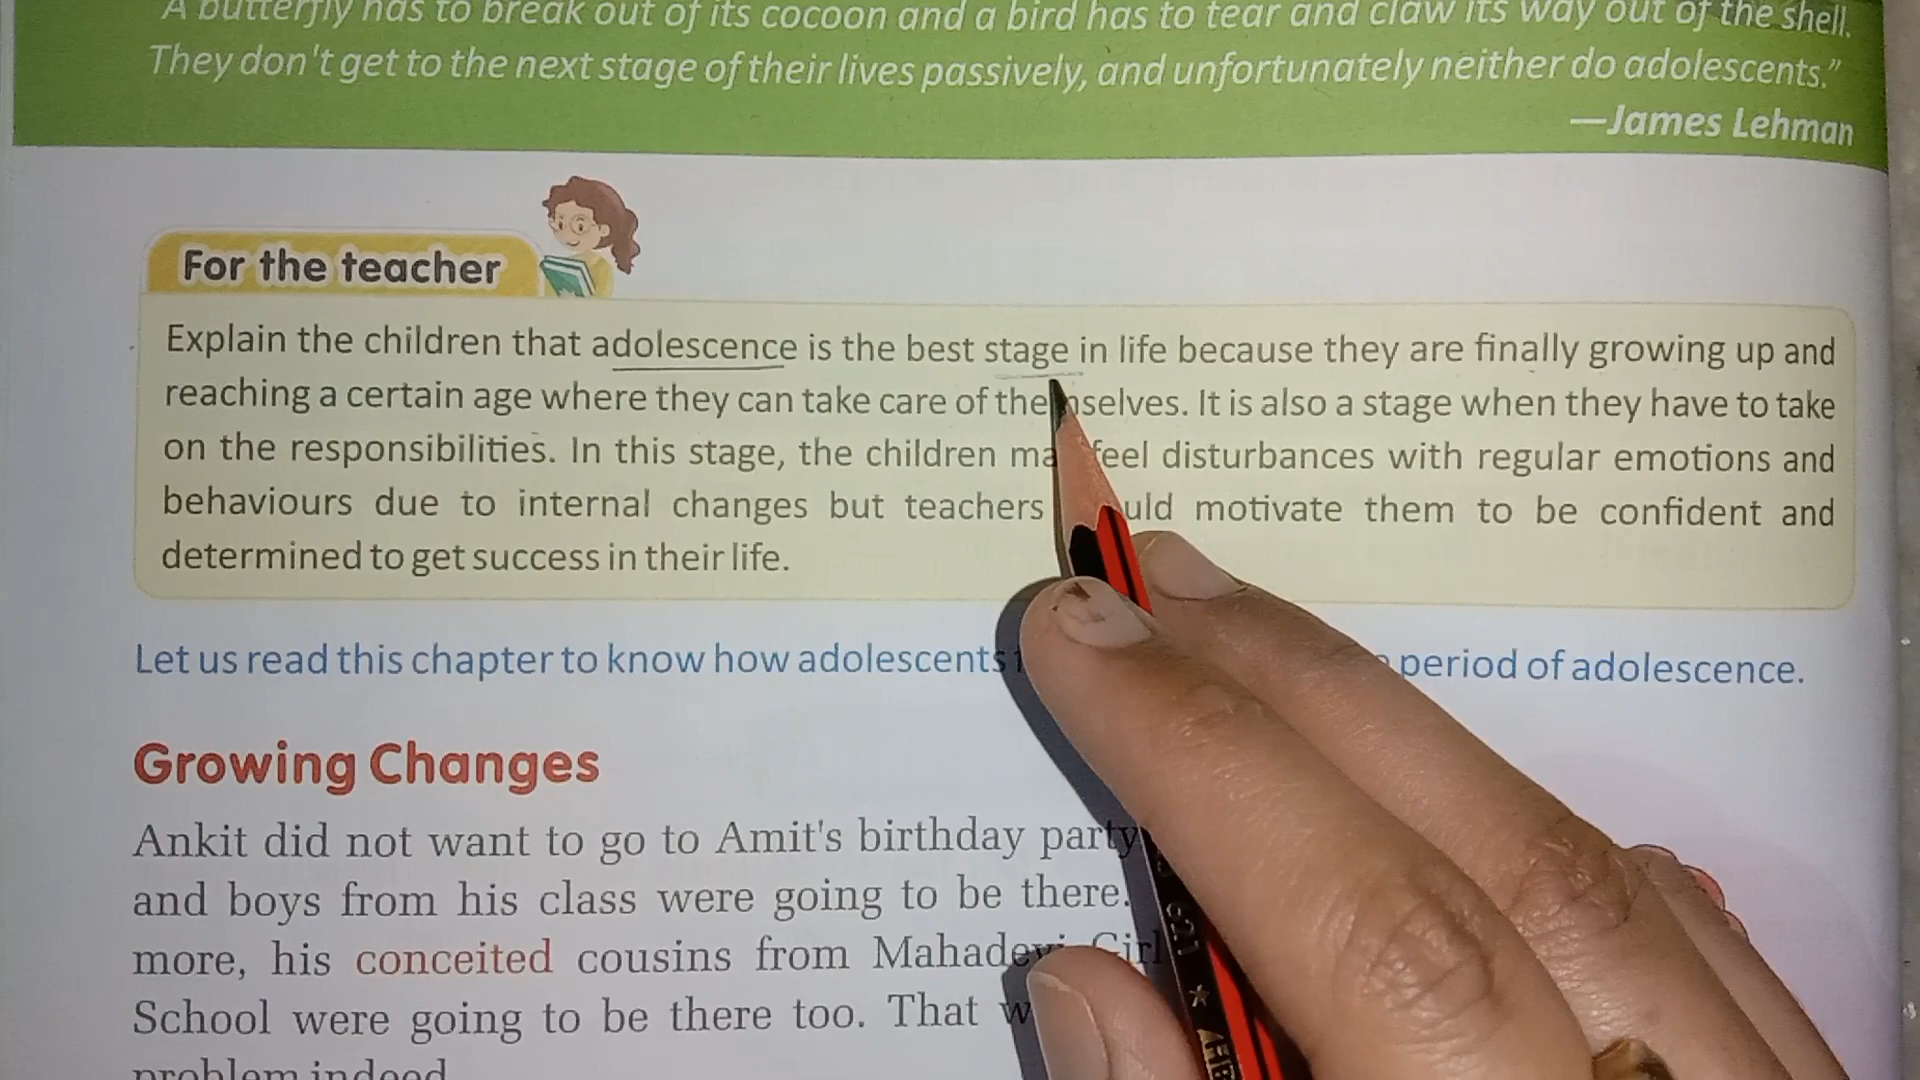 A butterfly has to break out of its cocoon and a bird has to tear and claw its way out of the shell.
They don't get to the next stage of their lives passively, and unfortunately neither do adolescents."
—James Lehman
For the teacher
Explain the children that adolescence is the best stage in life because they are finally growing up and
reaching a certain age where they can take care of themselves. It is also a stage when they have to take
on the responsibilities. In this stage, the children may feel disturbances with regular emotions and
behaviours due to internal changes but teachers motivate them to be confident and
determined to get success in their life.
Let us read this chapter to know how adolescents period of adolescence.
Growing Changes
Ankit did not want to go to Amit's birthday party
and boys from his class were going to be there.
more, his conceited cousins from Mahadevi Girl
School were going to be there too. That
problem indeed